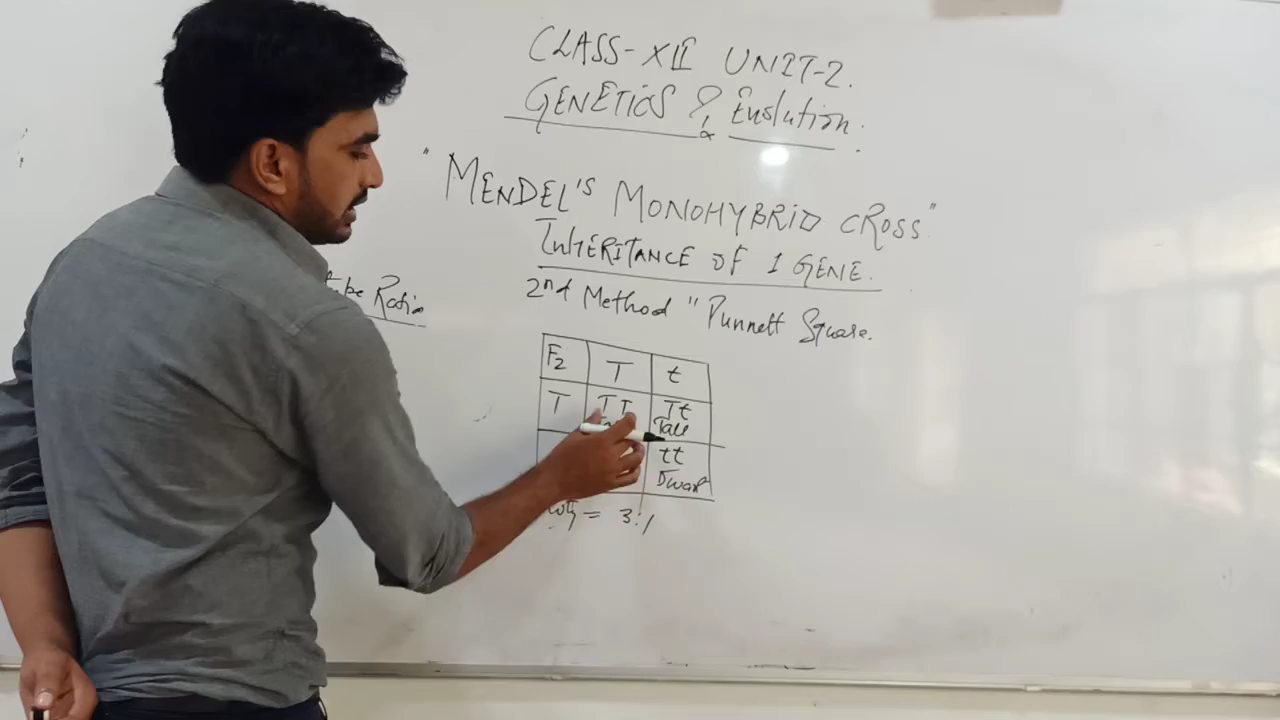 CLASS-XII UNIT-2.
GENETICS & Evolution.
"MENDEL'S MONOHYBRID CROSS"
INHERITANCE OF 1 GENE.
Ratio
2nd Method "Punnett Square.
F2 T t
T TT Tt
Tall
tt
Dwarf
= 3:1